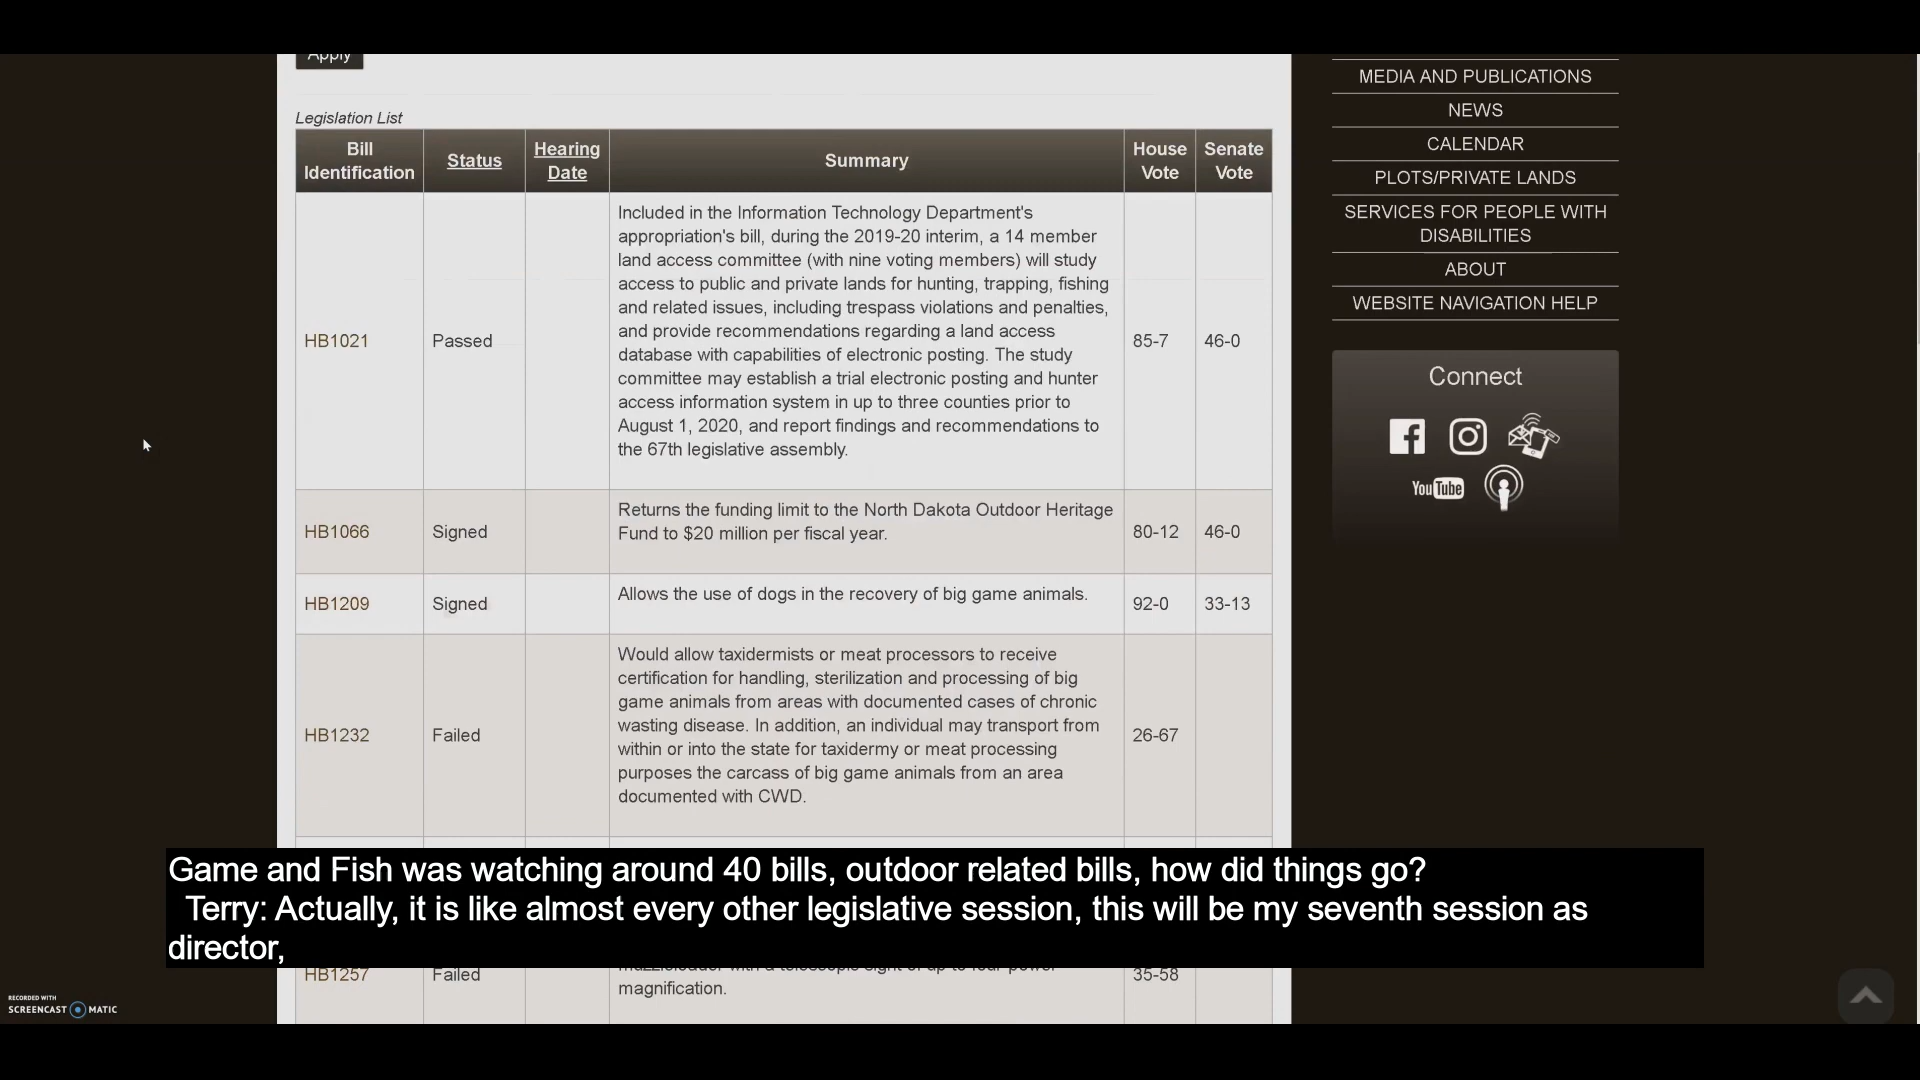 Apply
Legislation List
Bill
Identification
Status
Hearing
Date
Summary
House
Vote
Senate
Vote
HB1021
Passed
Included in the Information Technology Department's
appropriation's bill, during the 2019-20 interim, a 14 member
land access committee (with nine voting members) will study
access to public and private lands for hunting, trapping, fishing
and related issues, including trespass violations and penalties,
and provide recommendations regarding a land access
database with capabilities of electronic posting. The study
committee may establish a trial electronic posting and hunter
access information system in up to three counties prior to
August 1, 2020, and report findings and recommendations to
the 67th legislative assembly.
85-7
46-0
HB1066
Signed
Returns the funding limit to the North Dakota Outdoor Heritage
Fund to $20 million per fiscal year.
80-12
46-0
HB1209
Signed
Allows the use of dogs in the recovery of big game animals.
92-0
33-13
HB1232
Failed
Would allow taxidermists or meat processors to receive
certification for handling, sterilization and processing of big
game animals from areas with documented cases of chronic
wasting disease. In addition, an individual may transport from
within or into the state for taxidermy or meat processing
purposes the carcass of big game animals from an area
documented with CWD.
26-67
HB1257
Failed
magnification.
35-58
MEDIA AND PUBLICATIONS
NEWS
CALENDAR
PLOTS/PRIVATE LANDS
SERVICES FOR PEOPLE WITH
DISABILITIES
ABOUT
WEBSITE NAVIGATION HELP
Connect
YouTube
Game and Fish was watching around 40 bills, outdoor related bills, how did things go?
Terry: Actually, it is like almost every other legislative session, this will be my seventh session as
director,
RECORDED WITH
SCREENCAST MATIC